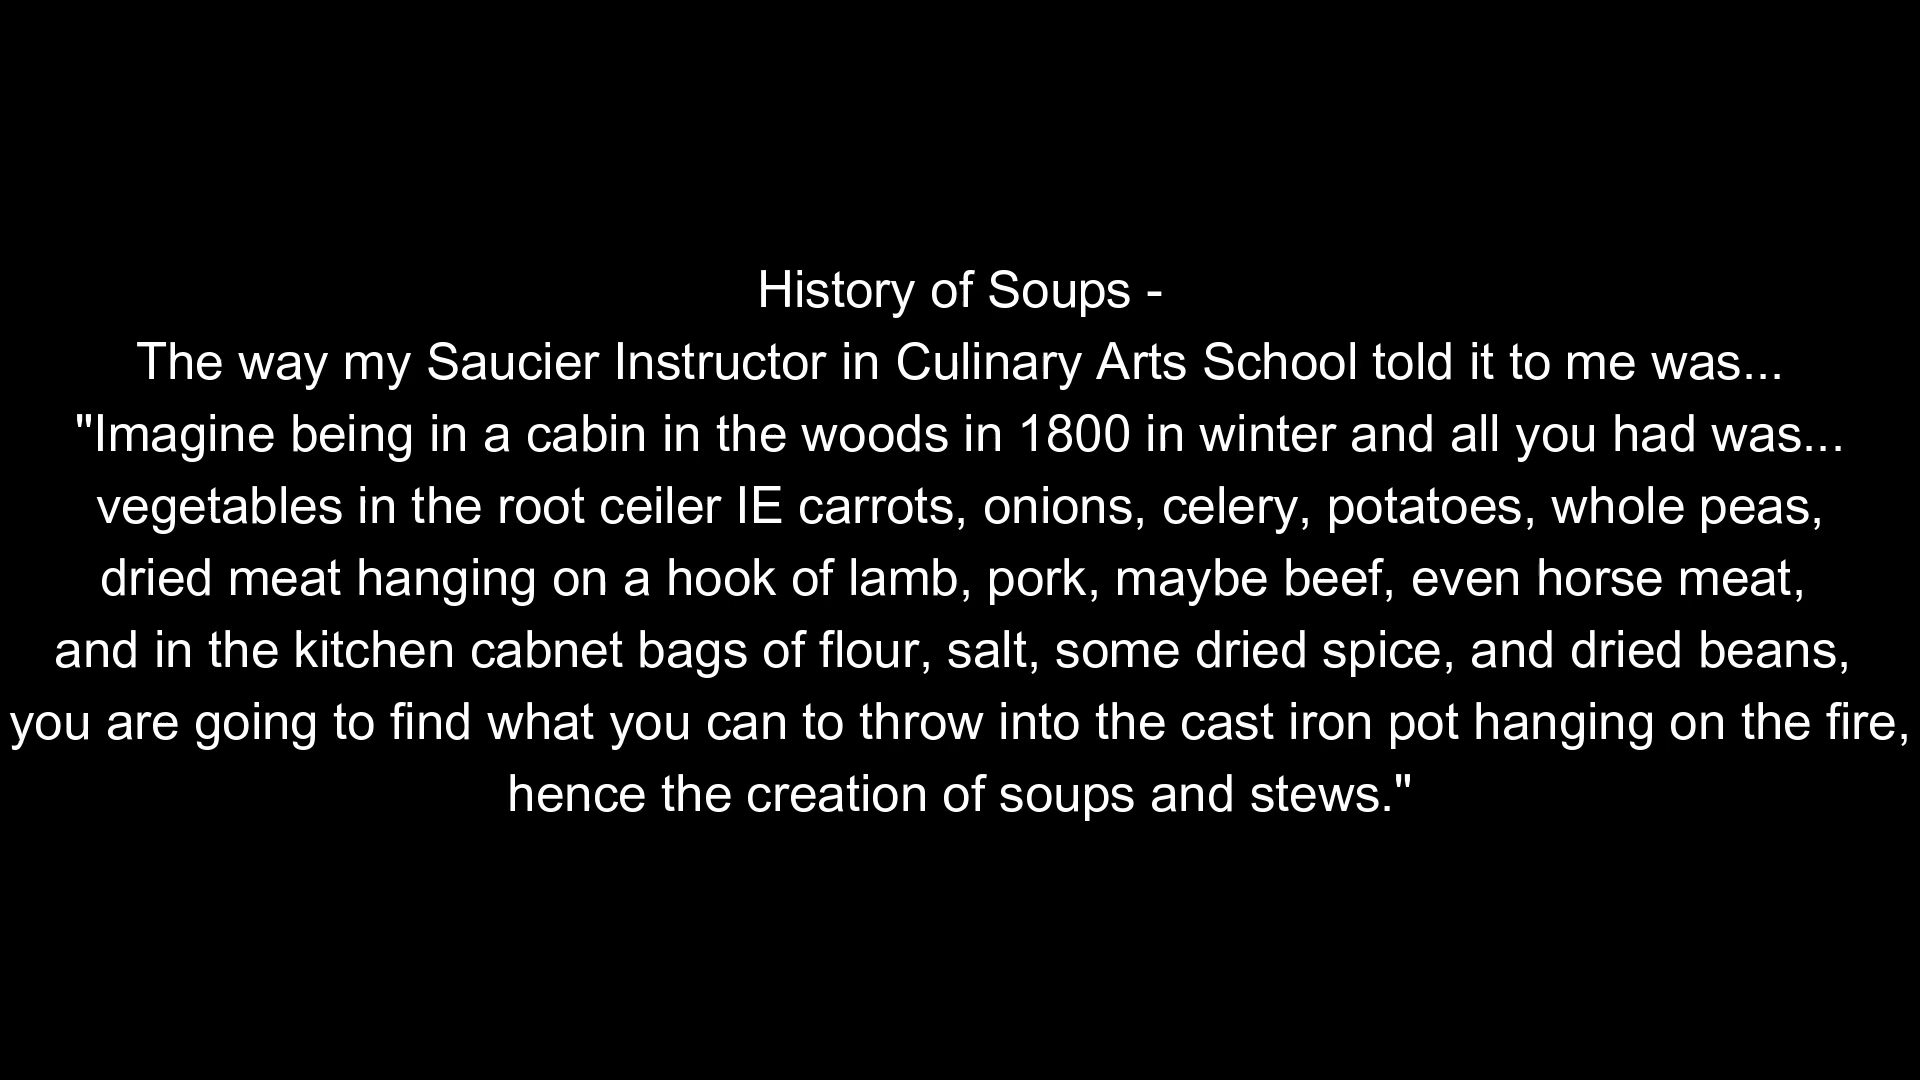 History of Soups -
The way my Saucier Instructor in Culinary Arts School told it to me was...
"Imagine being in a cabin in the woods in 1800 in winter and all you had was...
vegetables in the root ceiler IE carrots, onions, celery, potatoes, whole peas,
dried meat hanging on a hook of lamb, pork, maybe beef, even horse meat,
and in the kitchen cabnet bags of flour, salt, some dried spice, and dried beans,
you are going to find what you can to throw into the cast iron pot hanging on the fire,
hence the creation of soups and stews."